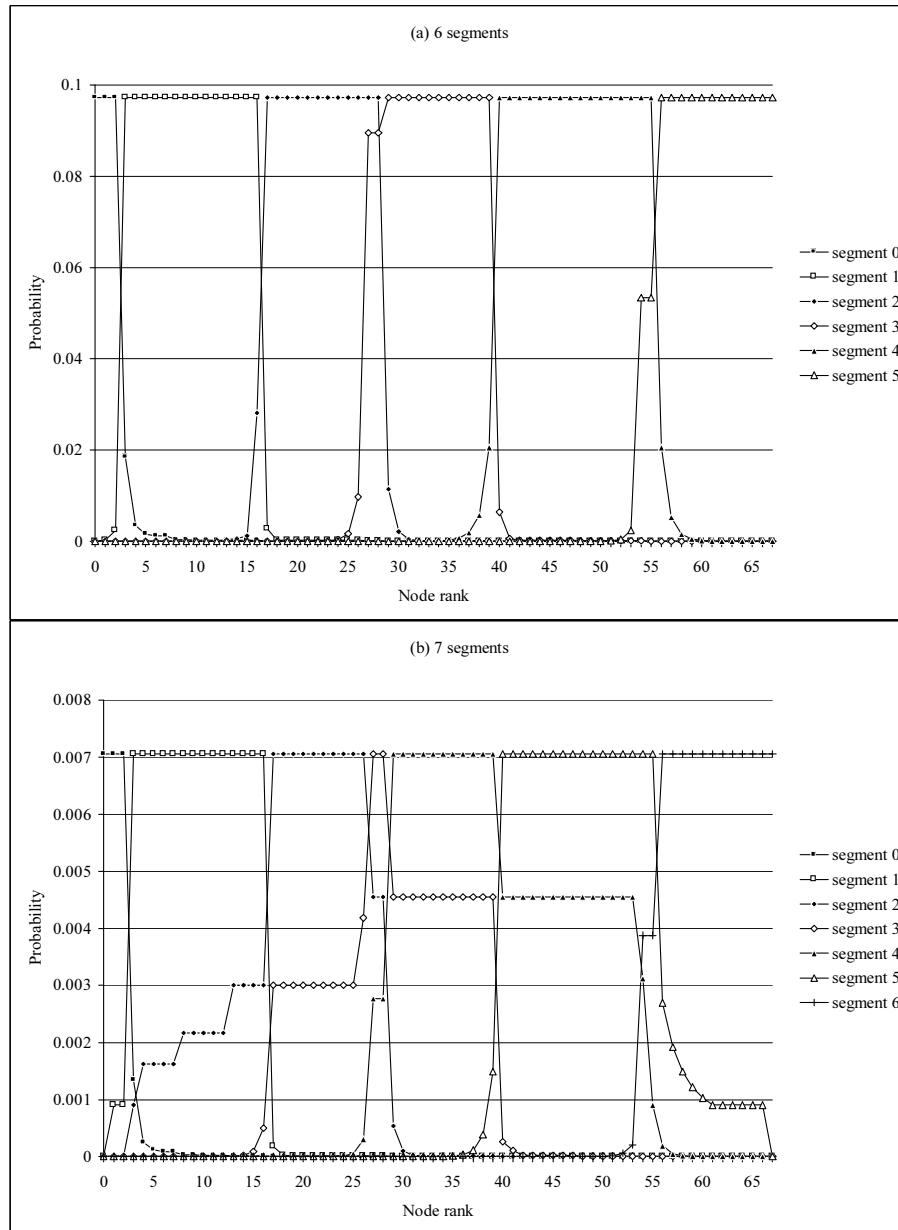 (a) 6 segments
0.1
0.08
0.06
0.04
0.02
0
Probability
0 5 10 15 20 25 30 35 40 45 50 55 60 65
Node rank
segment 0
segment 1
segment 2
segment 3
segment 4
segment 5
(b) 7 segments
0.008
0.007
0.006
0.005
0.004
0.003
0.002
0.001
0
Probability
0 5 10 15 20 25 30 35 40 45 50 55 60 65
Node rank
segment 0
segment 1
segment 2
segment 3
segment 4
segment 5
segment 6